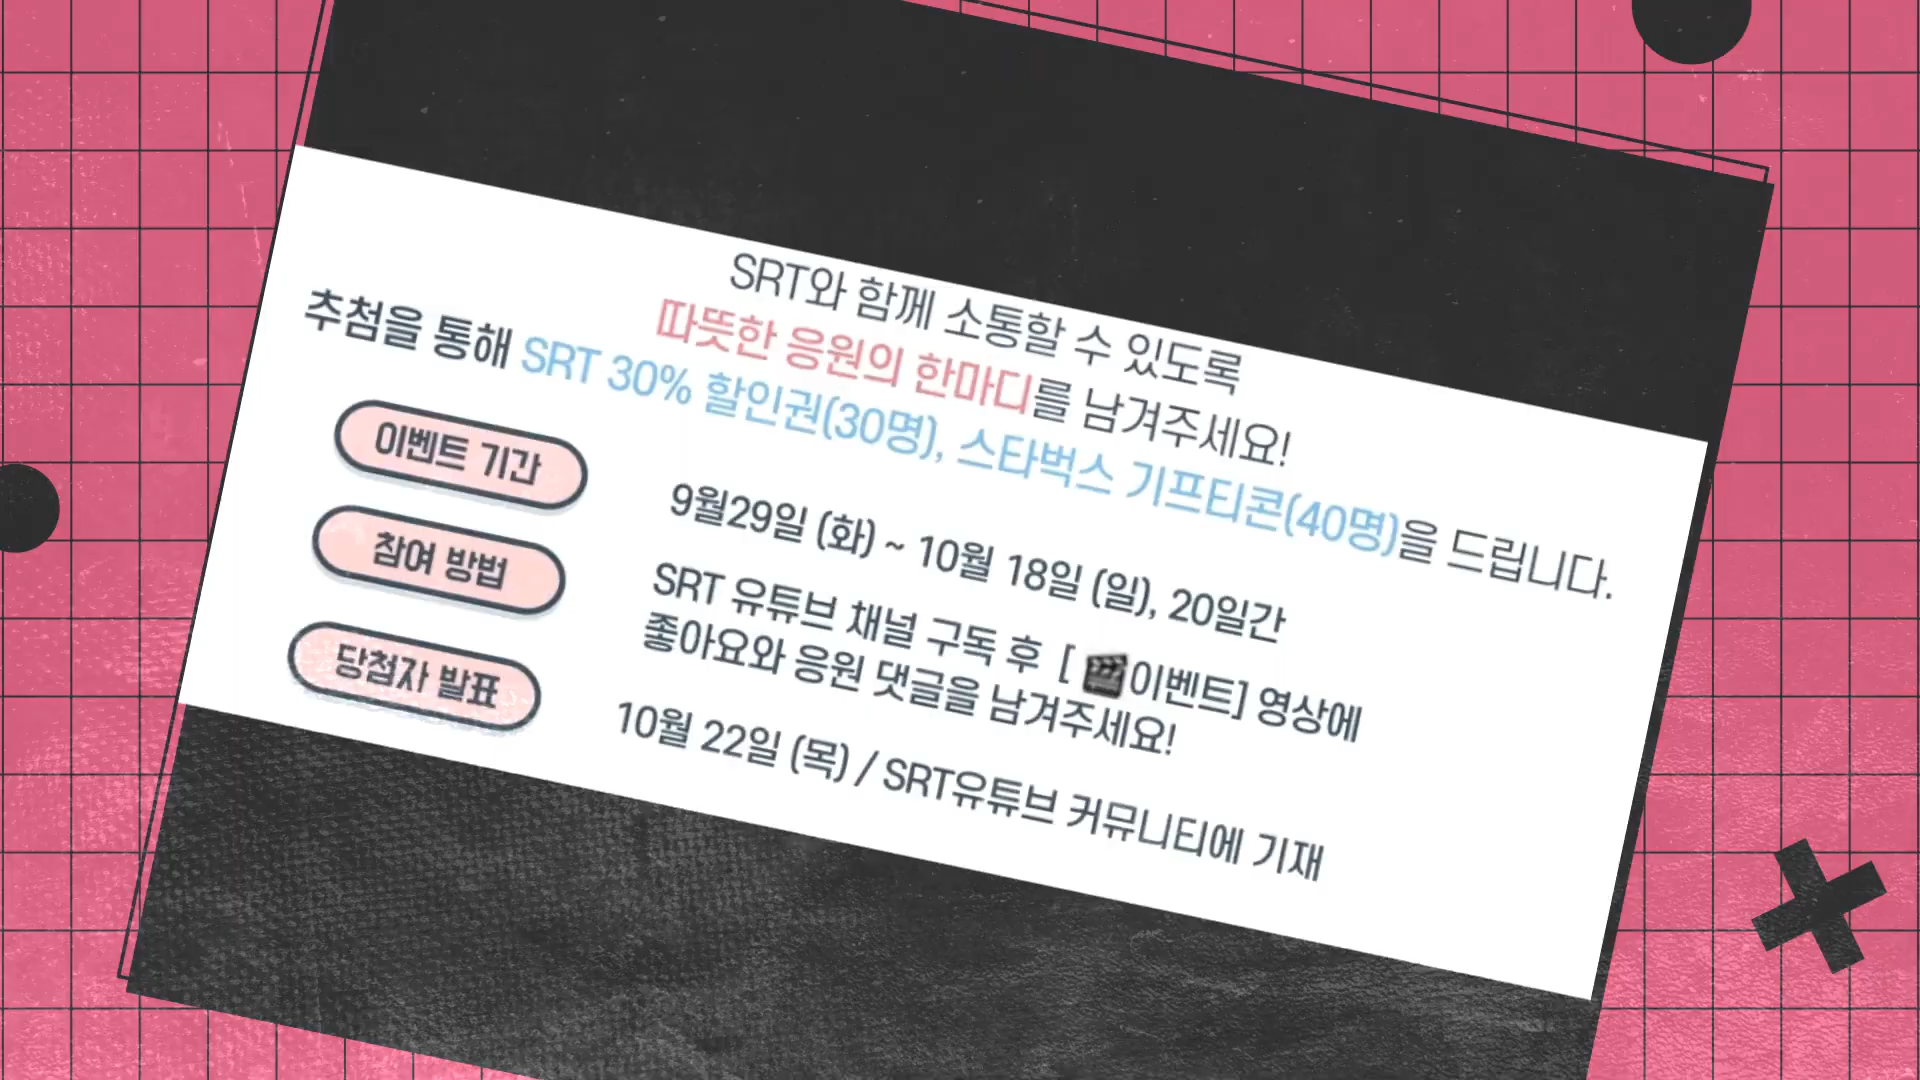 SRT와 함께 소통할 수 있도록
따뜻한 응원의 한마디를 남겨주세요!
추첨을 통해 SRT 30% 할인권(30명), 스타벅스 기프티콘(40명)을 드립니다.
이벤트 기간
9월29일 (화) ~ 10월 18일 (일), 20일간
참여 방법
SRT 유튜브 채널 구독 후 [ 🎬이벤트] 영상에
좋아요와 응원 댓글을 남겨주세요!
당첨자 발표
10월 22일 (목) / SRT유튜브 커뮤니티에 기재